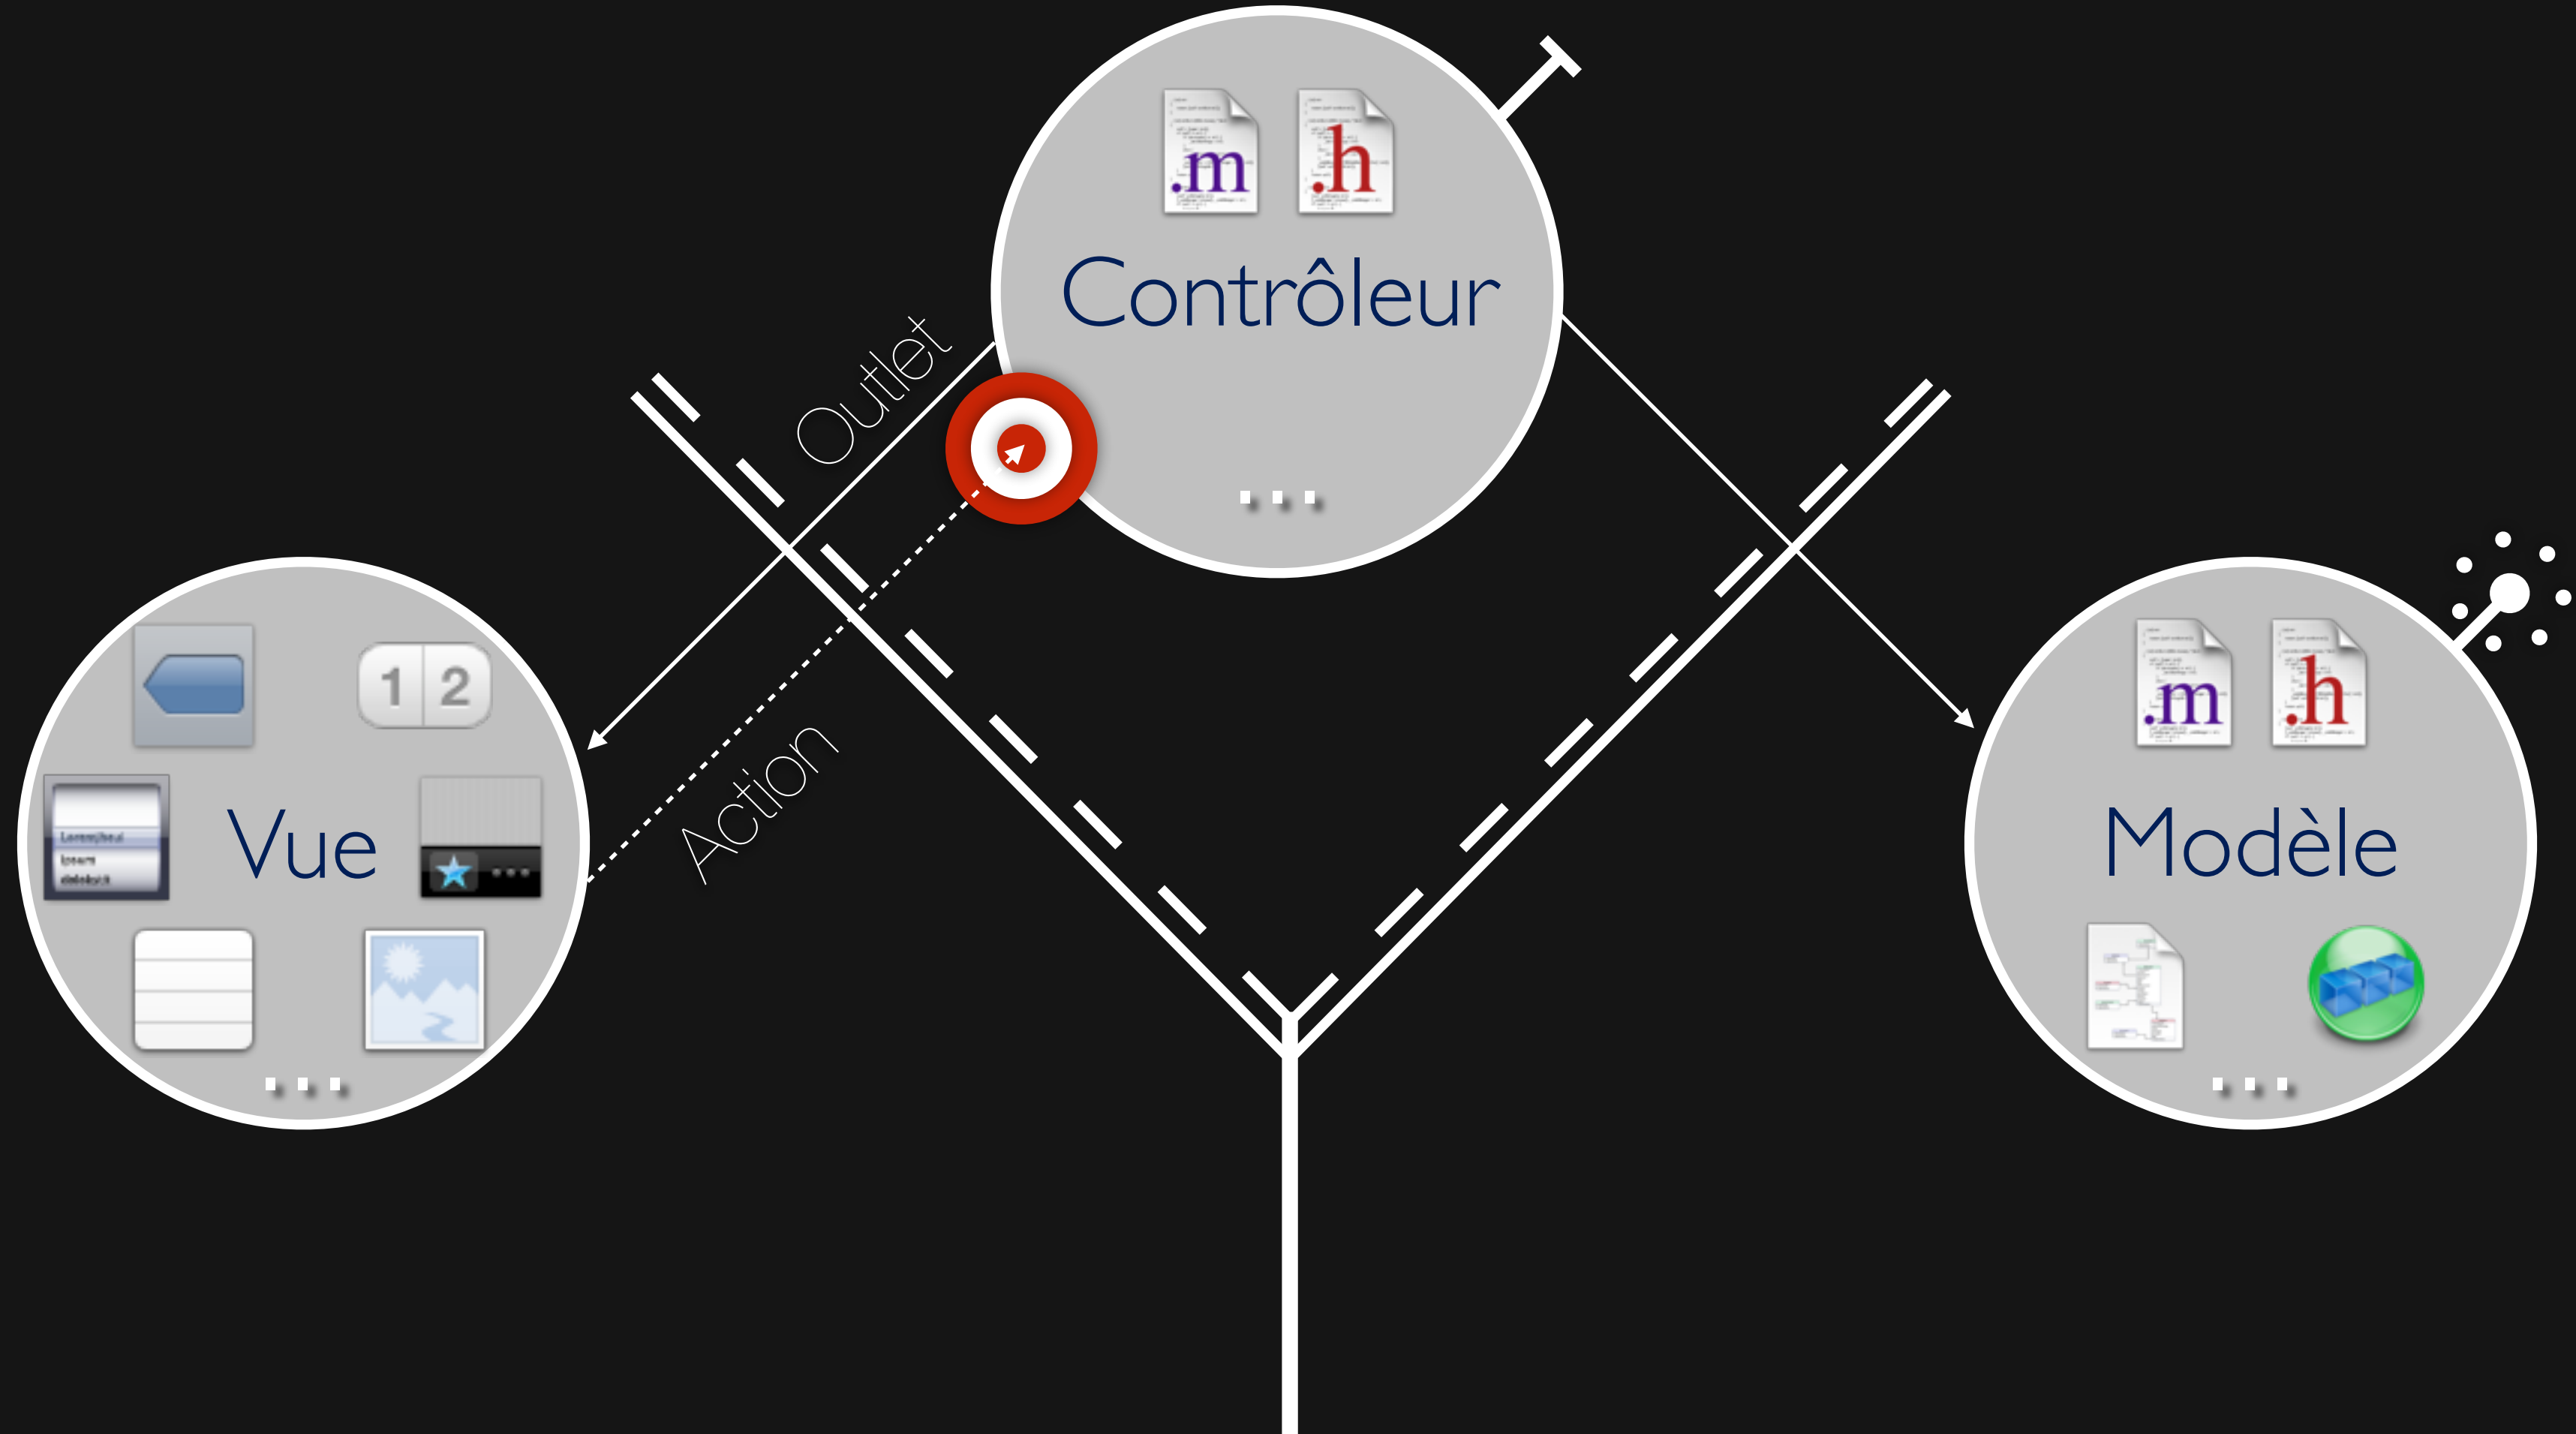 .m .h
Contrôleur
...
Outlet
Action
1 2
Vue
...
...
.m .h
Modèle
...